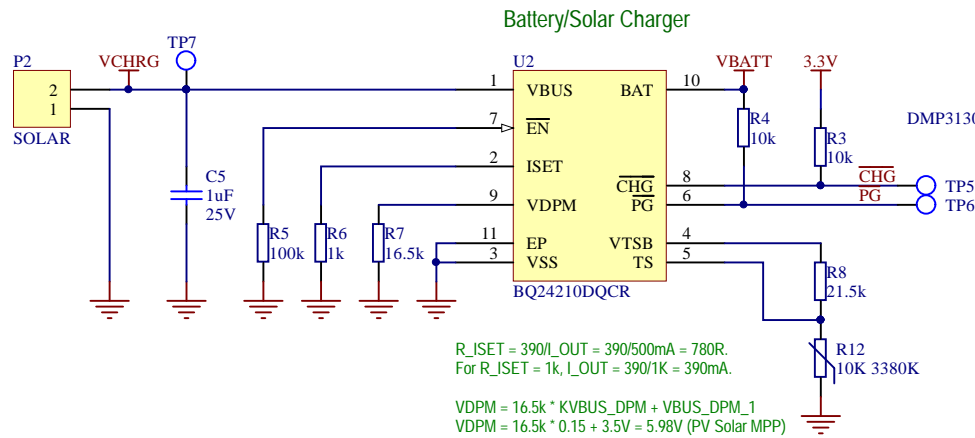 Battery/Solar Charger
P2
2
1
SOLAR
VCHRG
TP7
C5
1uF
25V
R5
100k
R6
1k
R7
16.5k
U2
1 VBUS
7 EN
2 ISET
9 VDPM
11 EP
3 VSS
BAT 10
CHG 8
PG 6
VTSB 4
TS 5
BQ24210DQCR
VBATT
3.3V
R4
10k
R3
10k
DMP3130
CHG
PG
TP5
TP6
R8
21.5k
R12
10K 3380K
R_ISET = 390/I_OUT = 390/500mA = 780R.
For R_ISET = 1k, I_OUT = 390/1K = 390mA.
VDPM = 16.5k * KVBUS_DPM + VBUS_DPM_1
VDPM = 16.5k * 0.15 + 3.5V = 5.98V (PV Solar MPP)